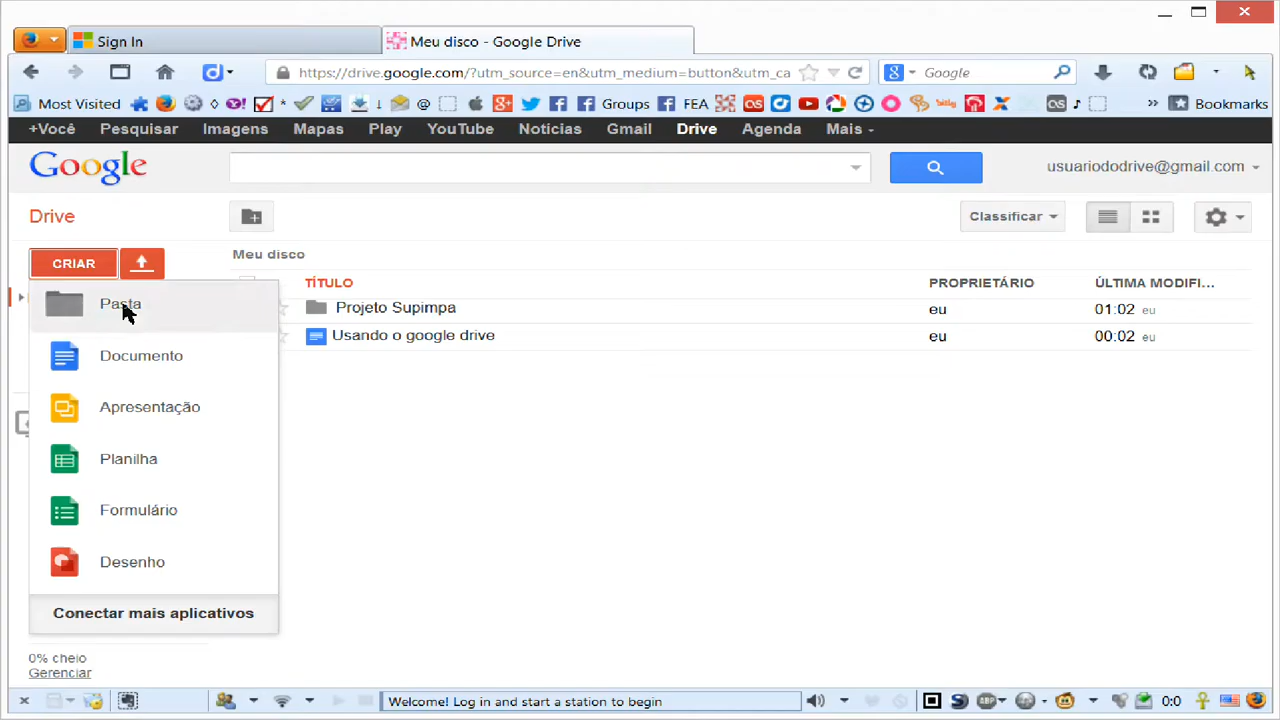 Sign In
Meu disco - Google Drive
https://drive.google.com/?utm_source=en&utm_medium=button&utm_ca
Google
Most Visited
Groups
FEA
Bookmarks
+Você Pesquisar Imagens Mapas Play YouTube Noticias Gmail Drive Agenda Mais
Google
usuariododrive@gmail.com
Drive
Classificar
CRIAR
Meu disco
TÍTULO PROPRIETÁRIO ÚLTIMA MODIFI...
Projeto Supimpa eu 01:02 eu
Usando o google drive eu 00:02 eu
Pasta
Documento
Apresentação
Planilha
Formulário
Desenho
Conectar mais aplicativos
0% cheio
Gerenciar
Welcome! Log in and start a station to begin
0:0